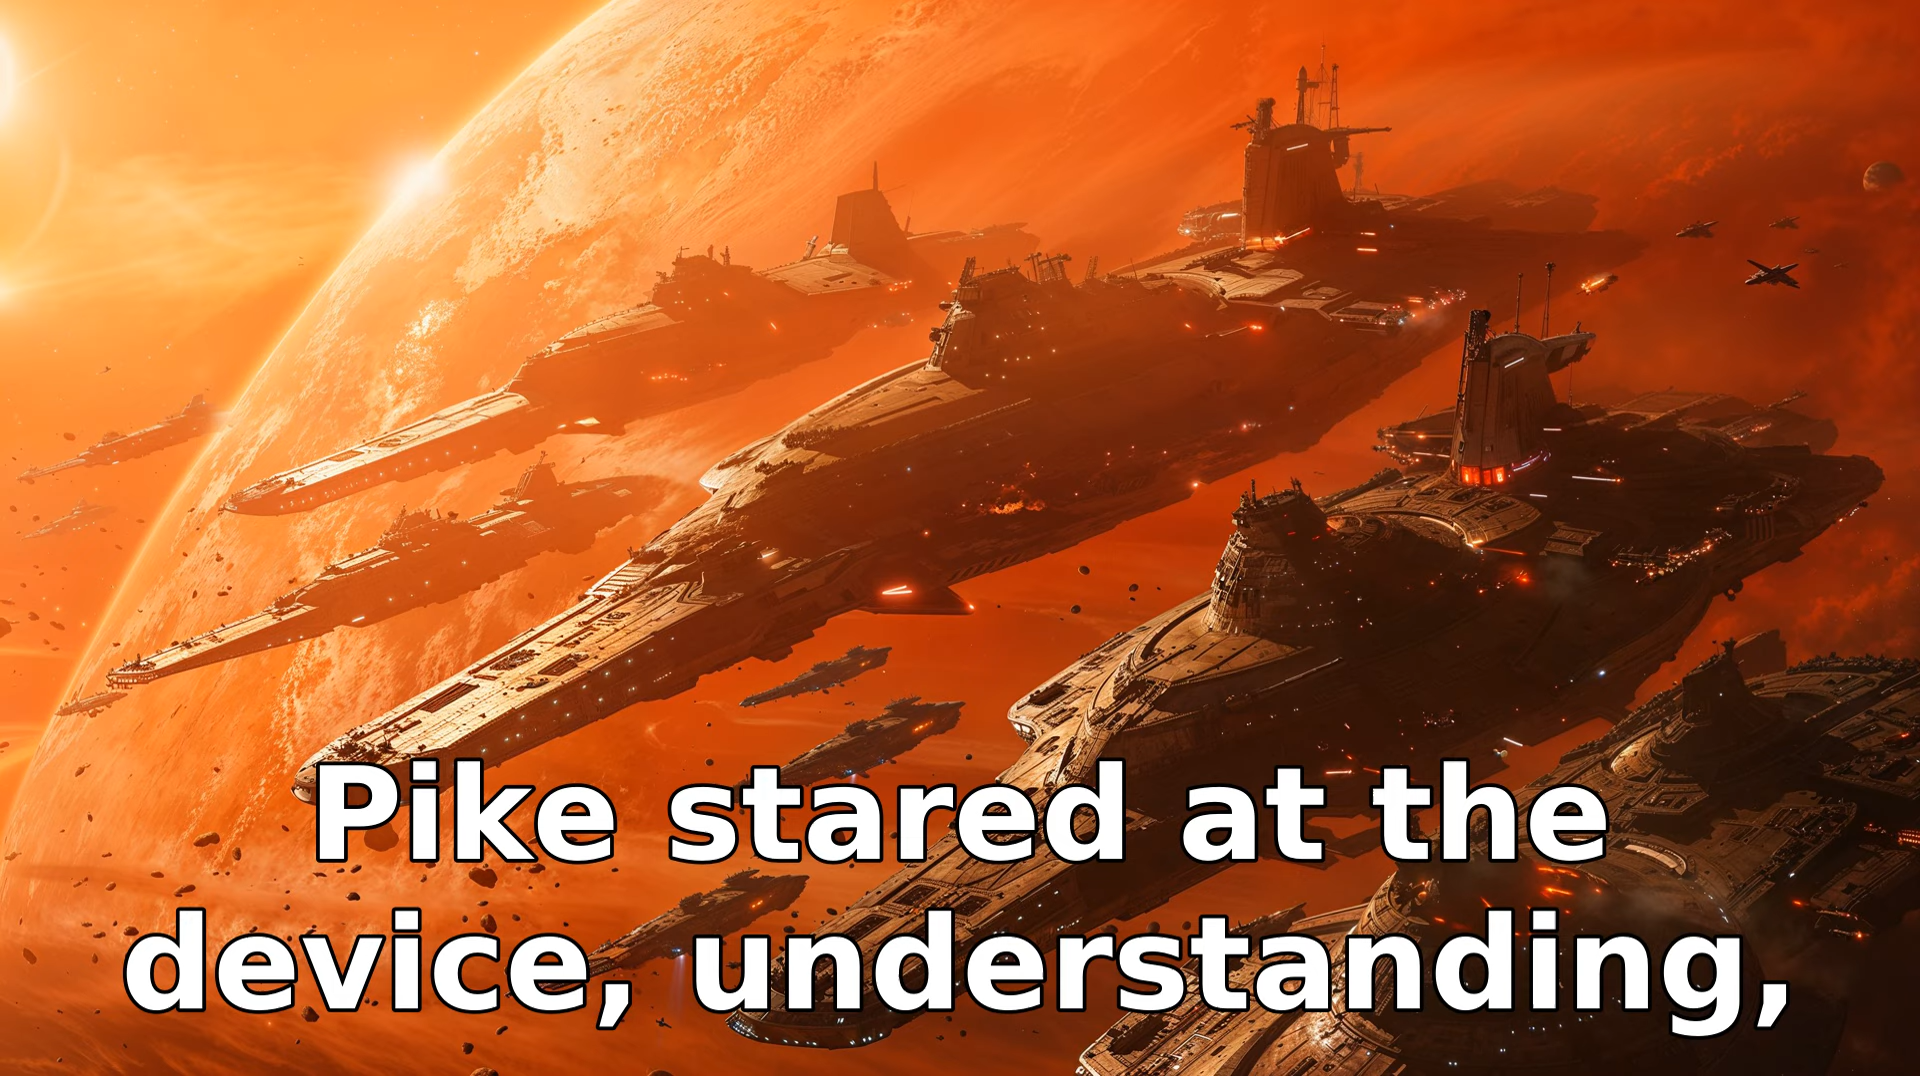 Pike stared at the
device, understanding,